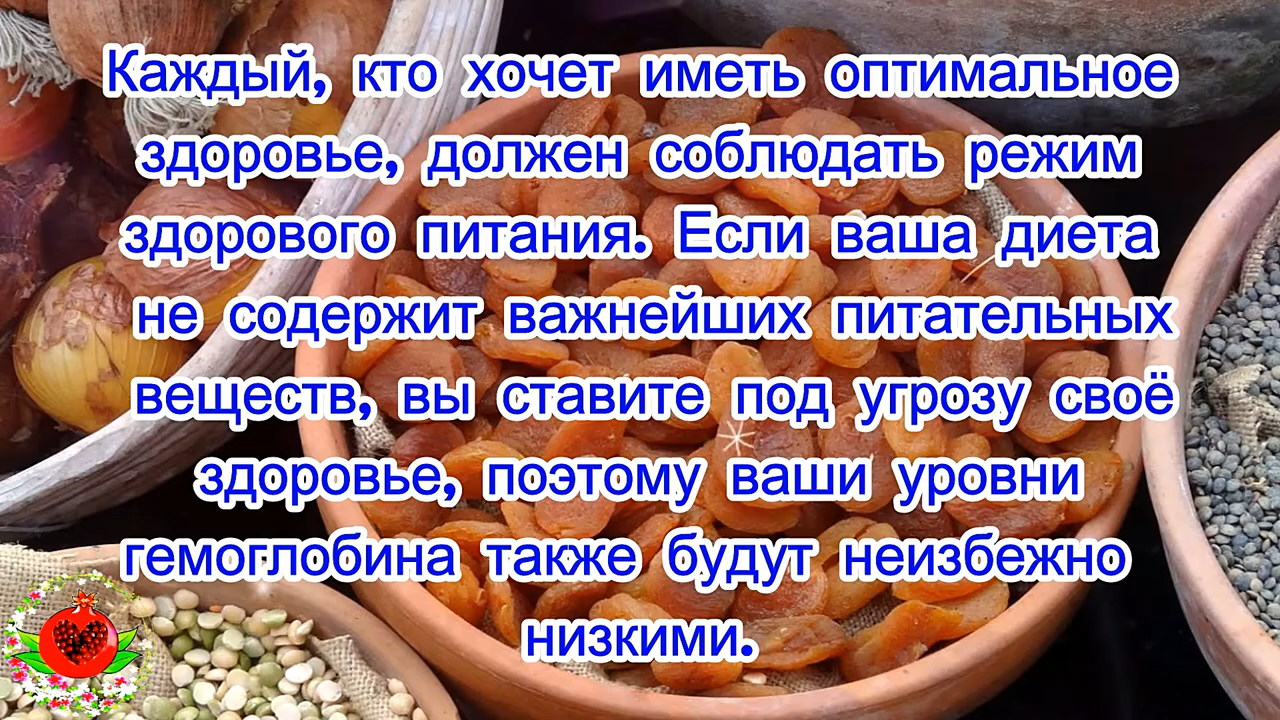 Каждый, кто хочет иметь оптимальное
здоровье, должен соблюдать режим
здорового питания. Если ваша диета
не содержит важнейших питательных
веществ, вы ставите под угрозу своё
здоровье, поэтому ваши уровни
гемоглобина также будут неизбежно
низкими.